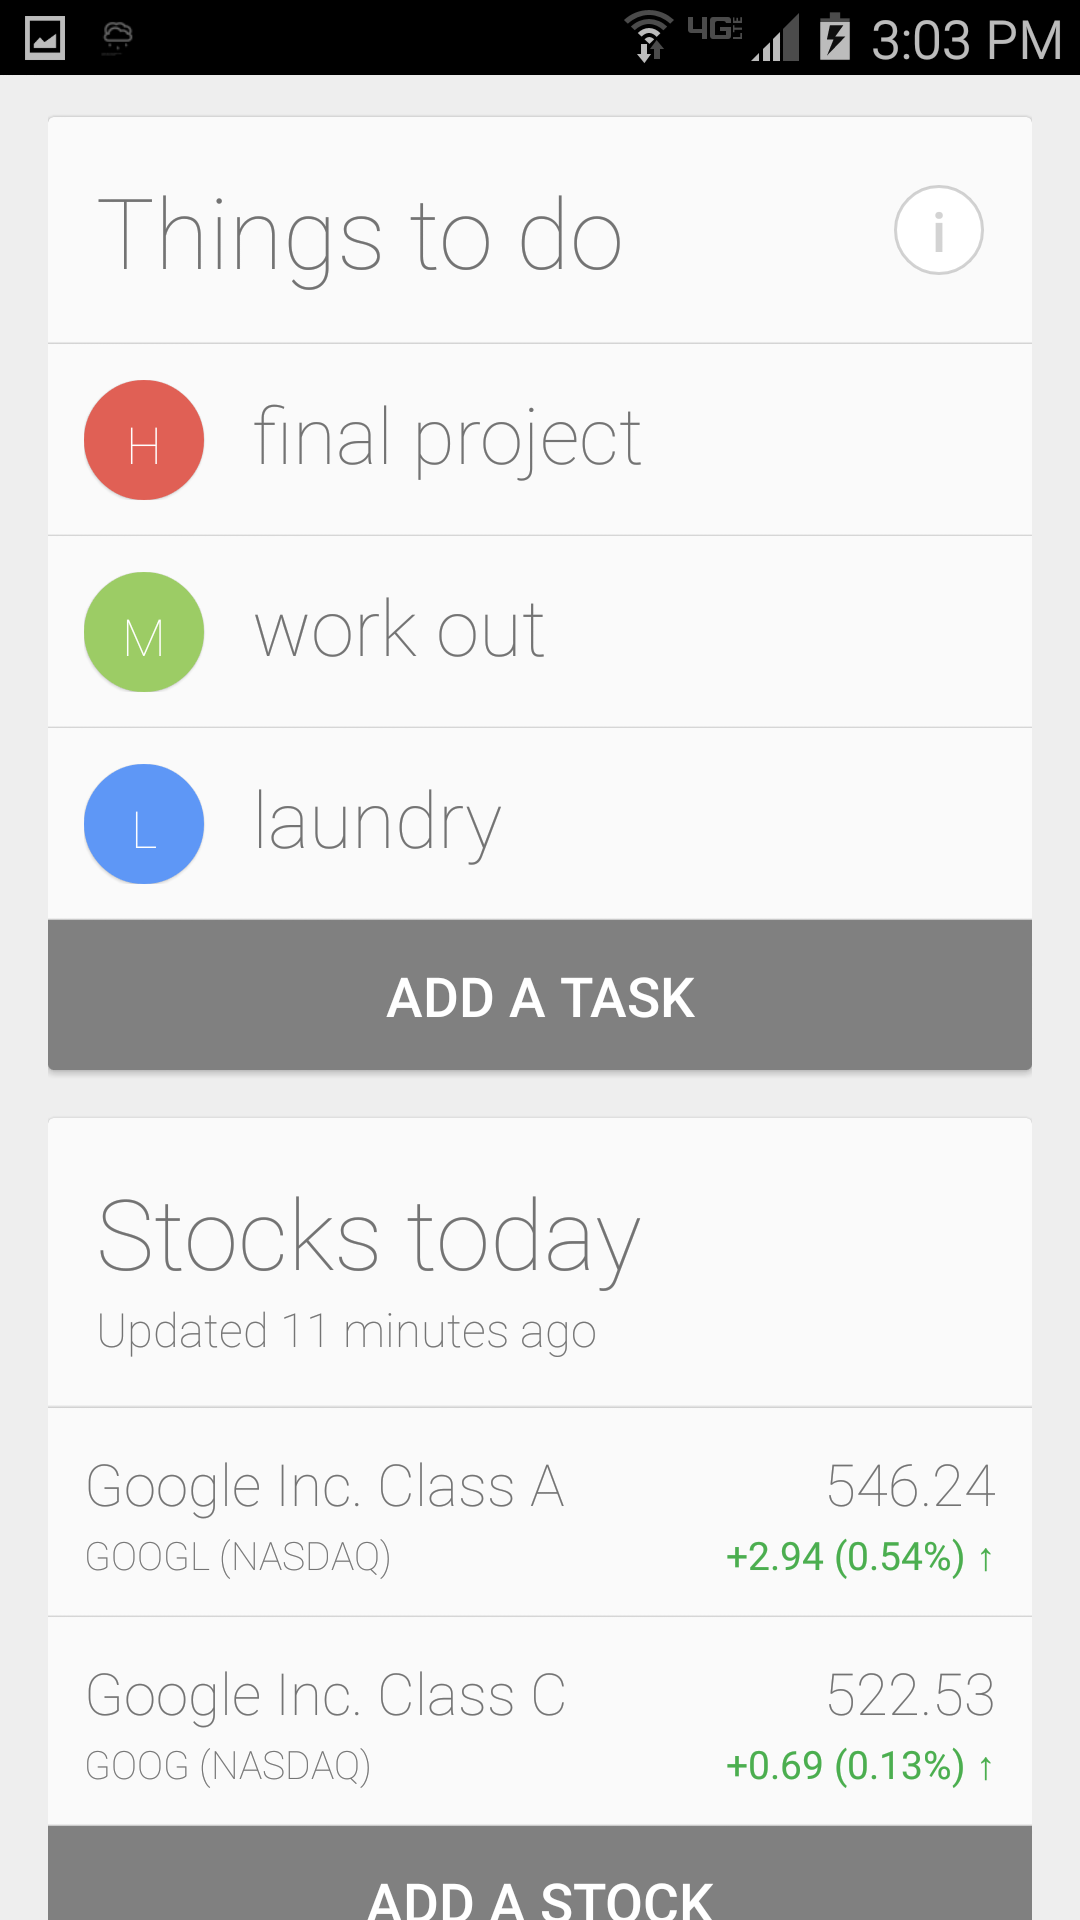 4G LTE 3:03 PM
Things to do
i
H final project
M work out
L laundry
ADD A TASK
Stocks today
Updated 11 minutes ago
Google Inc. Class A 546.24
GOOGL (NASDAQ) +2.94 (0.54%) ↑
Google Inc. Class C 522.53
GOOG (NASDAQ) +0.69 (0.13%) ↑
ADD A STOCK